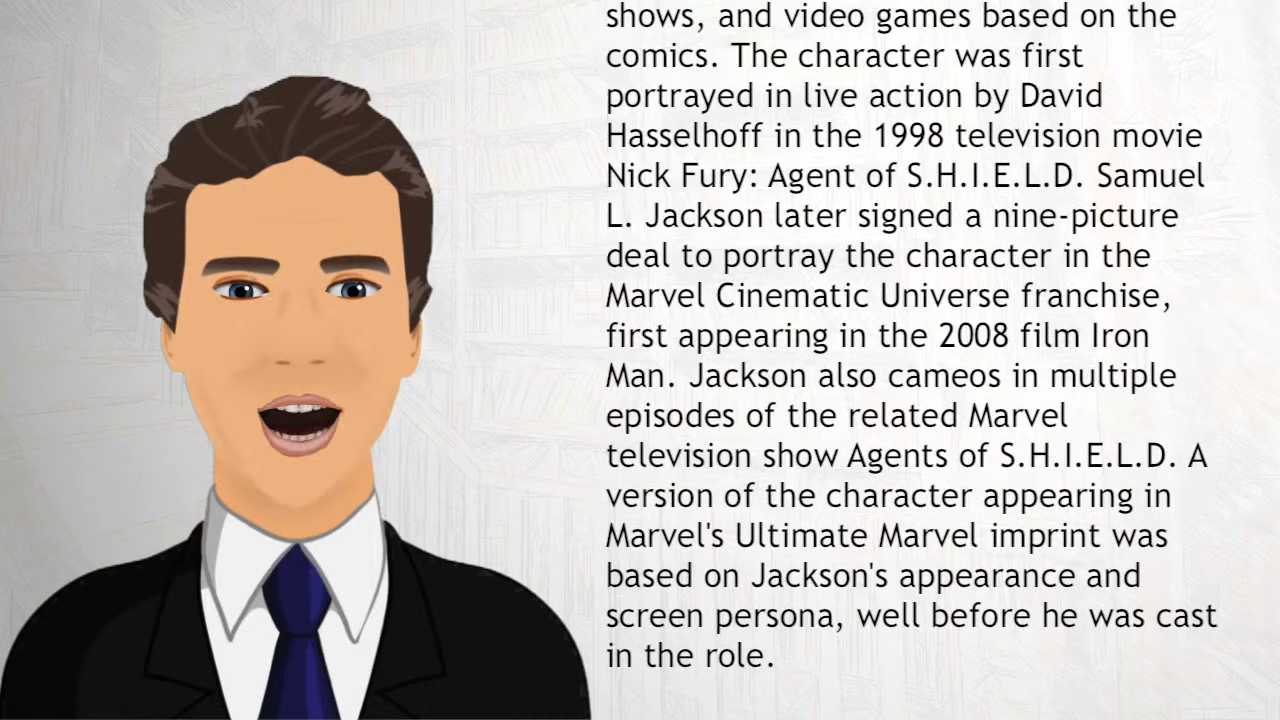 shows, and video games based on the
comics. The character was first
portrayed in live action by David
Hasselhoff in the 1998 television movie
Nick Fury: Agent of S.H.I.E.L.D. Samuel
L. Jackson later signed a nine-picture
deal to portray the character in the
Marvel Cinematic Universe franchise,
first appearing in the 2008 film Iron
Man. Jackson also cameos in multiple
episodes of the related Marvel
television show Agents of S.H.I.E.L.D. A
version of the character appearing in
Marvel's Ultimate Marvel imprint was
based on Jackson's appearance and
screen persona, well before he was cast
in the role.